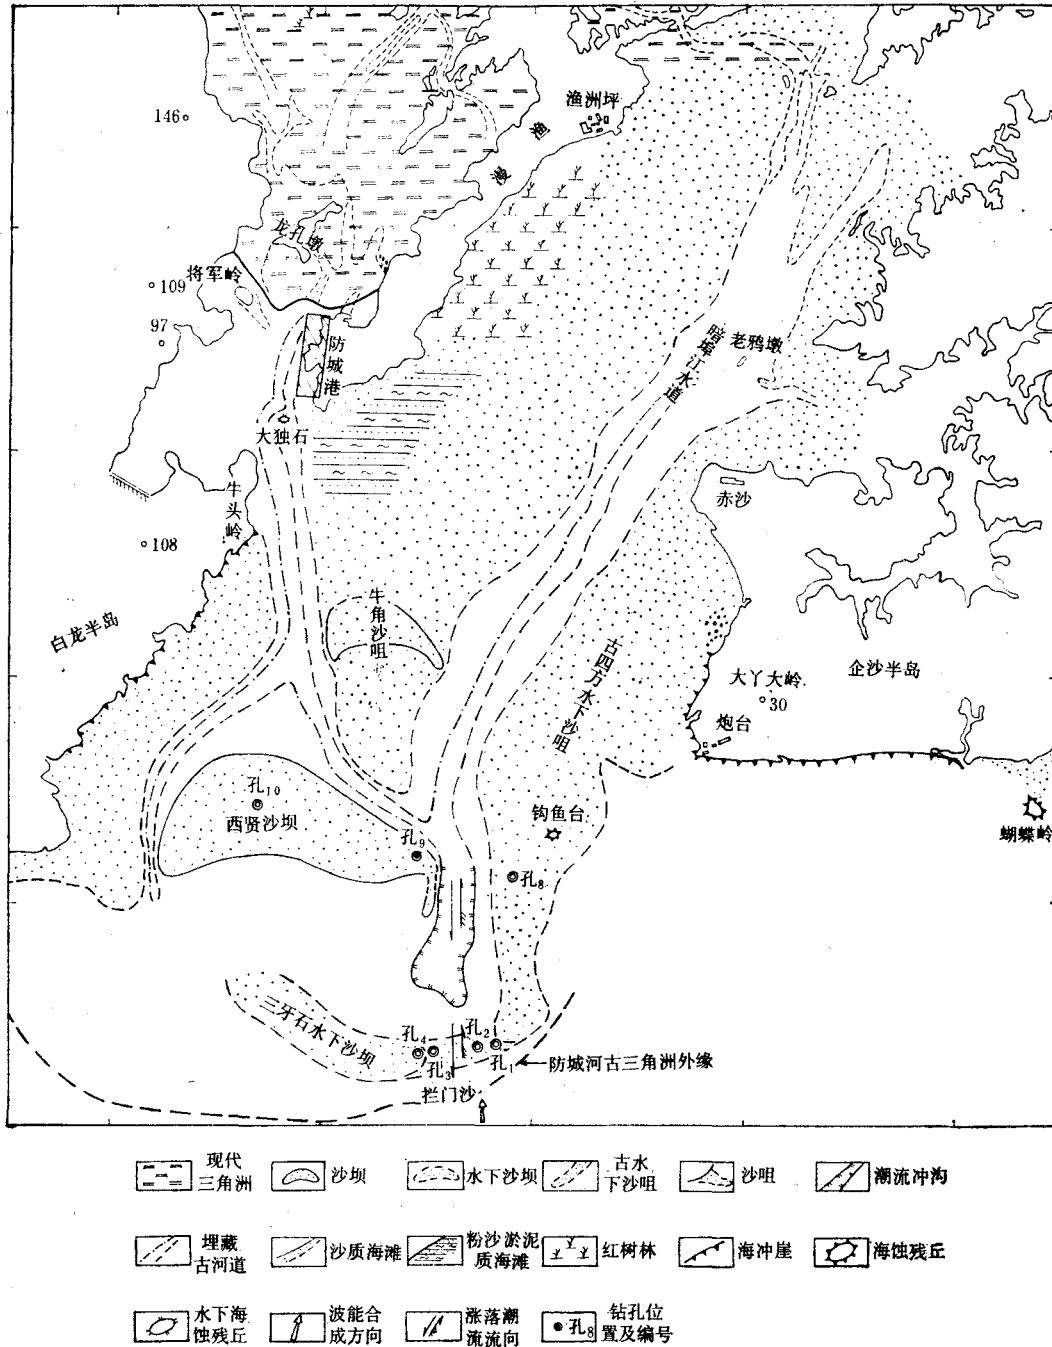 渔洲坪
146
渔
漫
龙孔墩
将军岭
109
97
防城港
老鸦墩
暗埠江水道
大独石
牛头岭
赤沙
108
牛角沙咀
白龙半岛
古四方水下沙咀
企沙半岛
大丫大岭
30
炮台
孔10
西贤沙坝
钩鱼台
孔9
蝴蝶岭
孔8
三牙石水下沙坝
孔4
孔2
孔3
孔1
防城河古三角洲外缘
拦门沙
现代三角洲
沙坝
水下沙坝
古水下沙咀
沙咀
潮流冲沟
埋藏古河道
沙质海滩
粉沙淤泥质海滩
红树林
海冲崖
海蚀残丘
水下海蚀残丘
波能合成方向
涨落潮流流向
孔8
钻孔位置及编号